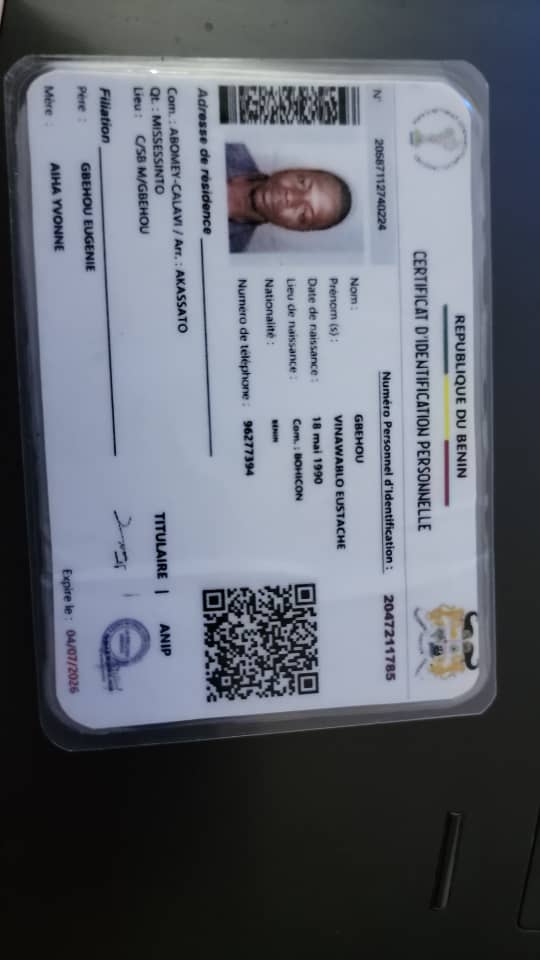 REPUBLIQUE DU BENIN
CERTIFICAT D'IDENTIFICATION PERSONNELLE
N° 20687112740224
Numéro Personnel d'Identification : 2047211785
Nom : GBEHOU
Prénom (s) : VINAWABLO EUSTACHE
Date de naissance : 18 mai 1990
Lieu de naissance : Com. : BOHICON
Nationalité : BENIN
Numéro de téléphone : 96277394
Adresse de résidence
Com. : ABOMEY-CALAVI / Arr. : AKASSATO
Qt. : MISSESSINTO
Lieu : C/SB M/GBEHOU
TITULAIRE | ANIP
Filiation
Père : GBEHOU EUGENIE
Mère : AIHA YVONNE
Expire le : 04/07/2026